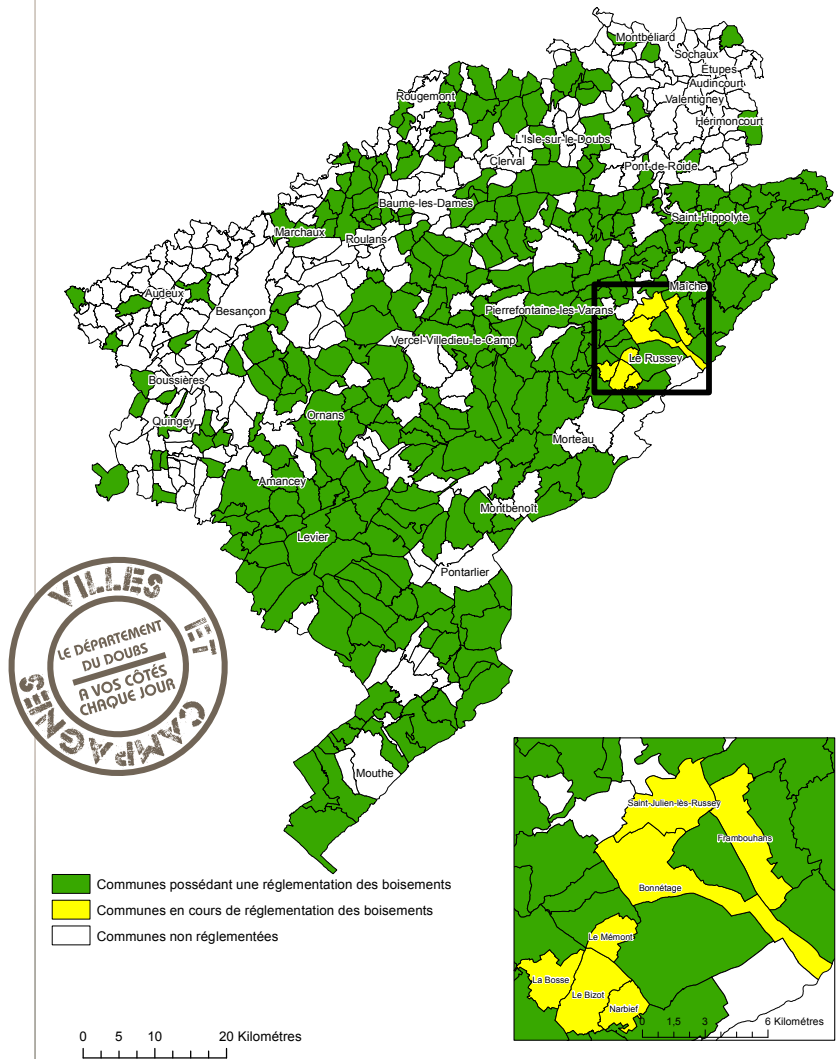 Montbéliard
Sochaux
Étupes
Audincourt
Valentigney
Hérimoncourt
Rougemont
L'Isle-sur-le-Doubs
Clerval
Pont-de-Roide
Baume-les-Dames
Saint-Hippolyte
Marchaux
Roulans
Maîche
Audeux
Besançon
Pierrefontaine-les-Varans
Vercel-Villedieu-le-Camp
Le Russey
Boussières
Quingey
Ornans
Morteau
Amancey
Montbenoît
Levier
Pontarlier
VILLES ET CAMPAGNES
LE DÉPARTEMENT
DU DOUBS
A VOS CÔTÉS
CHAQUE JOUR
Mouthe
Saint-Julien-lès-Russey
Frambouhans
Bonnétage
Le Mémont
La Bosse
Le Bizot
Narbief
0 1,5 3 6 Kilométres
Communes possédant une réglementation des boisements
Communes en cours de réglementation des boisements
Communes non réglementées
0 5 10 20 Kilométres